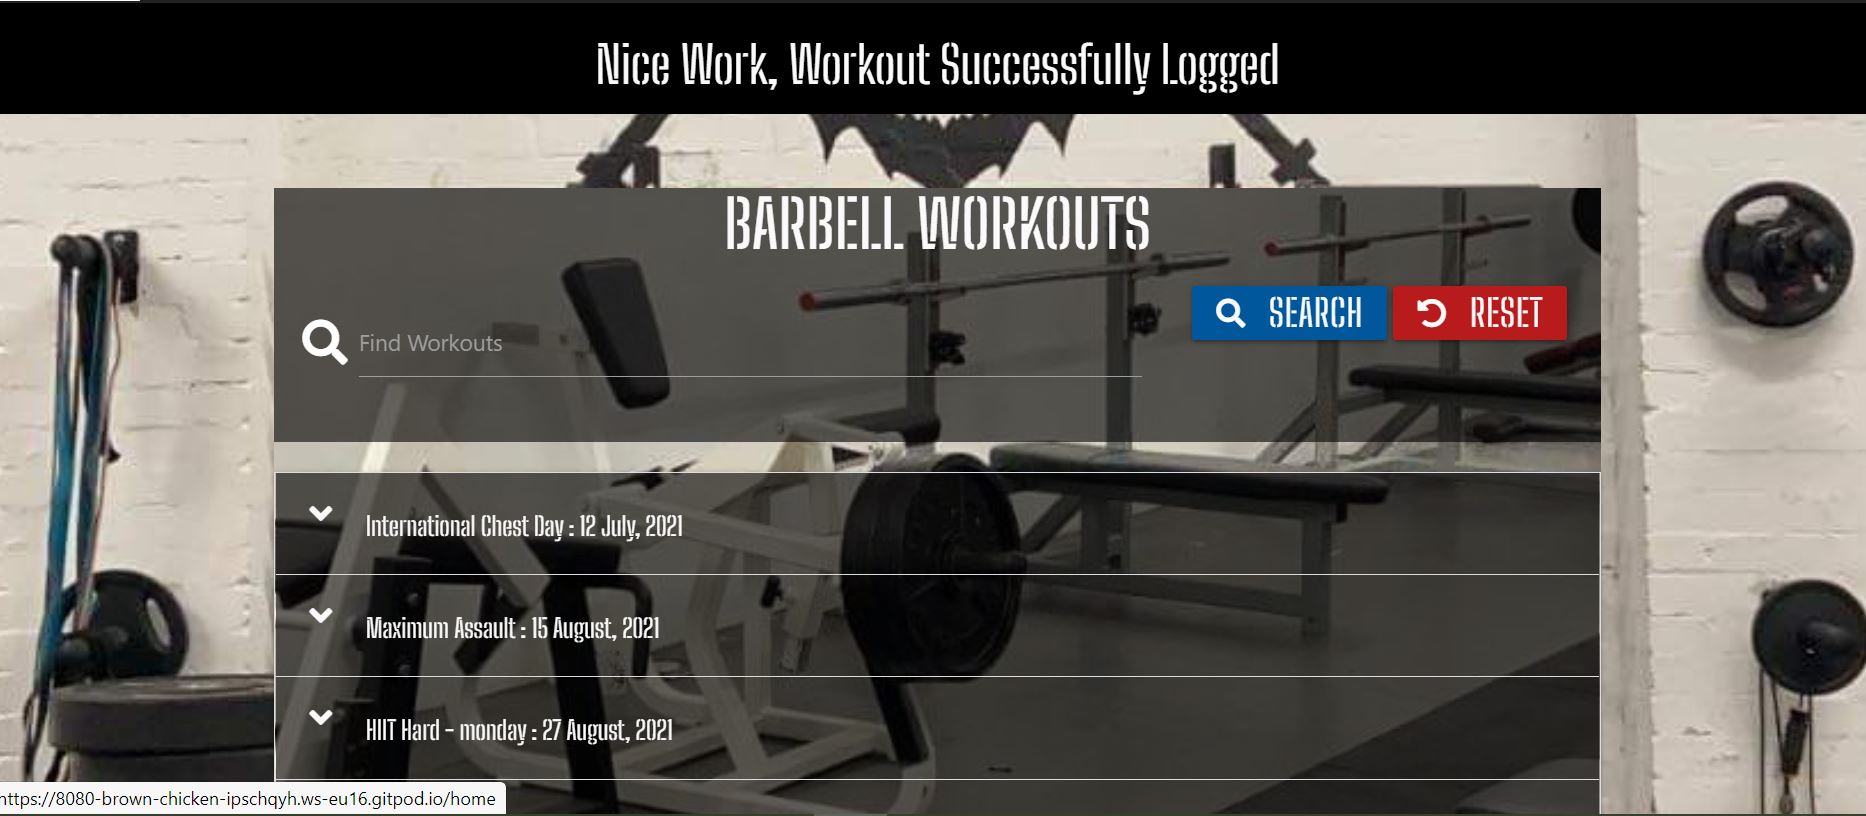 Nice Work, Workout Successfully Logged
BARBELL WORKOUTS
Find Workouts
SEARCH
RESET
International Chest Day : 12 July, 2021
Maximum Assault : 15 August, 2021
HIIT Hard - monday : 27 August, 2021
https://8080-brown-chicken-ipschqyh.ws-eu16.gitpod.io/home